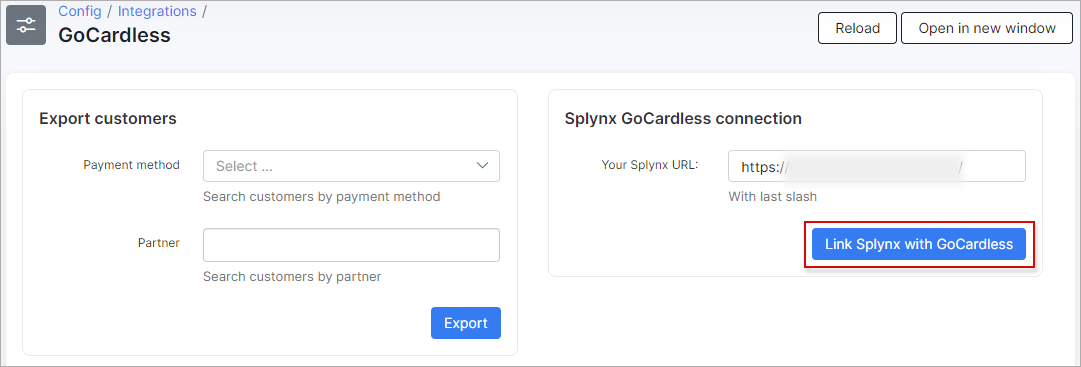 Config / Integrations /
GoCardless
Reload
Open in new window
Export customers
Payment method
Select ...
Search customers by payment method
Partner
Search customers by partner
Export
Splynx GoCardless connection
Your Splynx URL:
https:// /
With last slash
Link Splynx with GoCardless